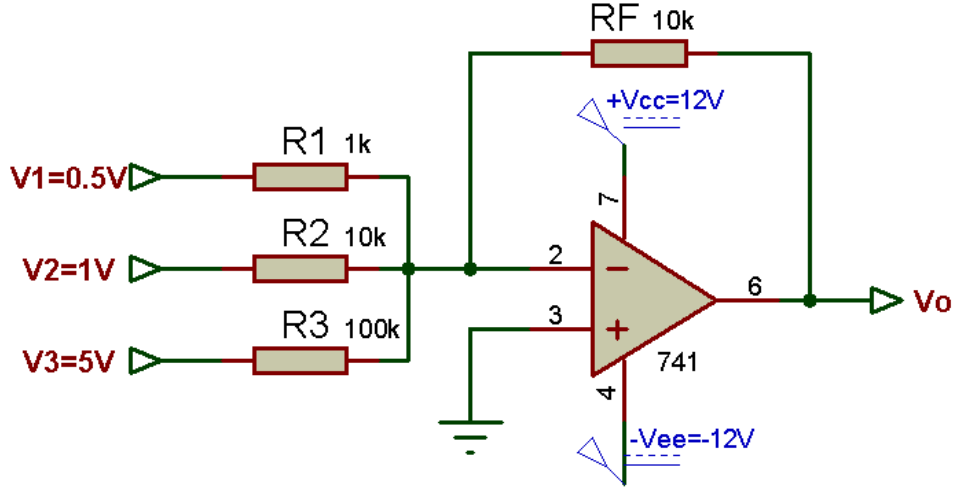 RF 10k
+Vcc=12V
R1 1k
V1=0.5V
7
R2 10k
V2=1V
2
6
Vo
R3 100k
3
V3=5V
741
4
-Vee=-12V